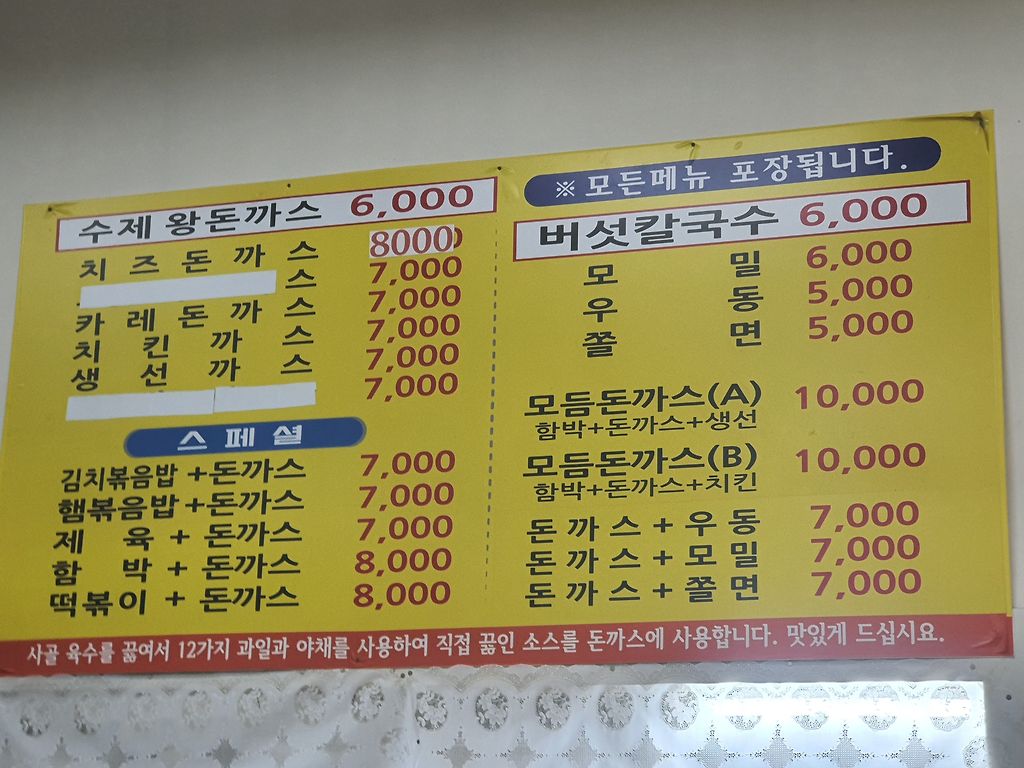 수제 왕돈까스 6,000
치즈돈까스 8000
스 7,000
카레돈까스 7,000
치킨까스 7,000
생선까스 7,000
7,000
스페셜
김치볶음밥+돈까스 7,000
햄볶음밥+돈까스 7,000
제육+돈까스 7,000
함박+돈까스 8,000
떡볶이+돈까스 8,000
※ 모든메뉴 포장됩니다.
버섯칼국수 6,000
모밀 6,000
우동 5,000
쫄면 5,000
모듬돈까스(A) 10,000
함박+돈까스+생선
모듬돈까스(B) 10,000
함박+돈까스+치킨
돈까스+우동 7,000
돈까스+모밀 7,000
돈까스+쫄면 7,000
사골 육수를 끓여서 12가지 과일과 야채를 사용하여 직접 끓인 소스를 돈까스에 사용합니다. 맛있게 드십시요.